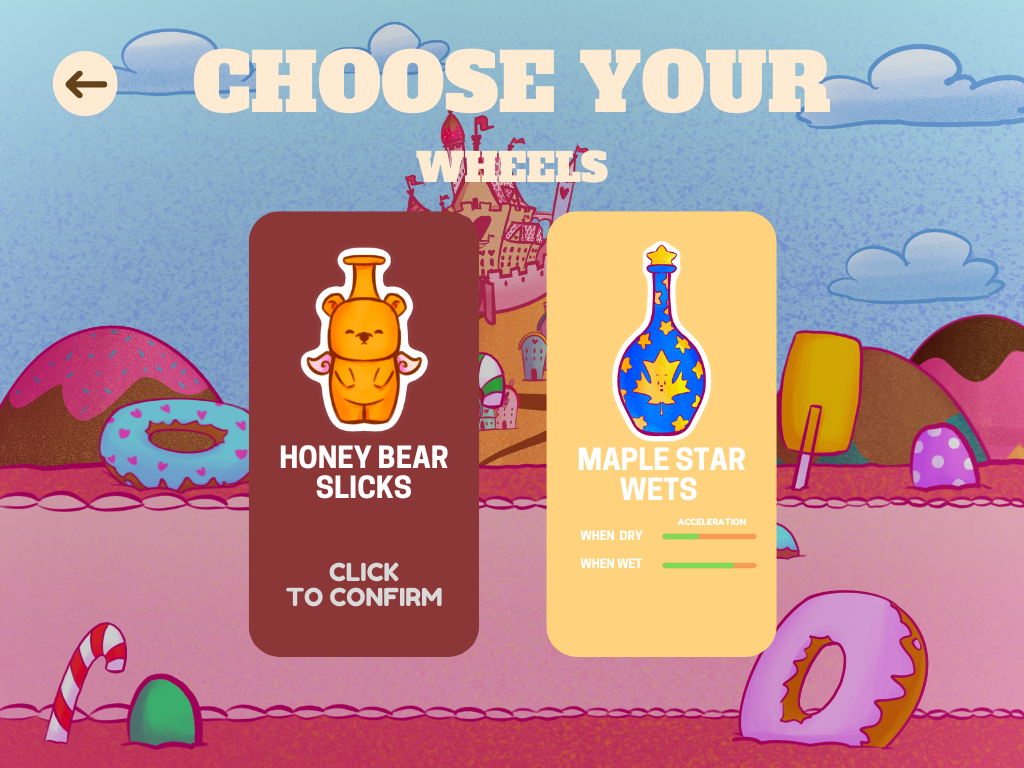 CHOOSE YOUR
WHEELS
HONEY BEAR
SLICKS
CLICK
TO CONFIRM
MAPLE STAR
WETS
ACCELERATION
WHEN DRY
WHEN WET